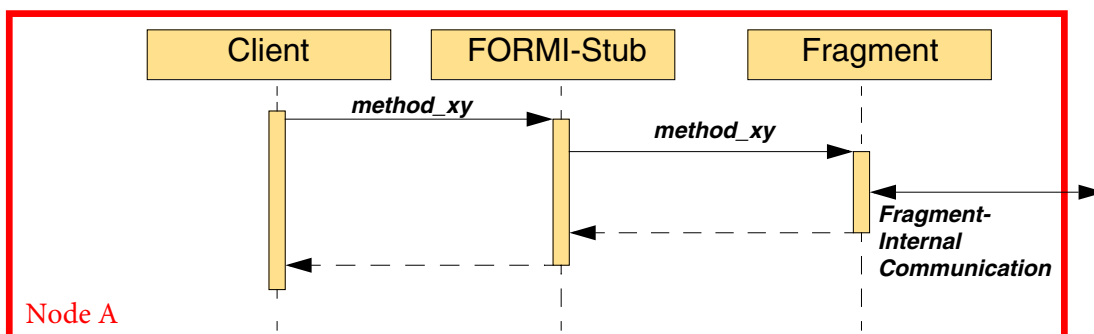 Client
FORMI-Stub
Fragment
method_xy
method_xy
Fragment-
Internal
Communication
Node A